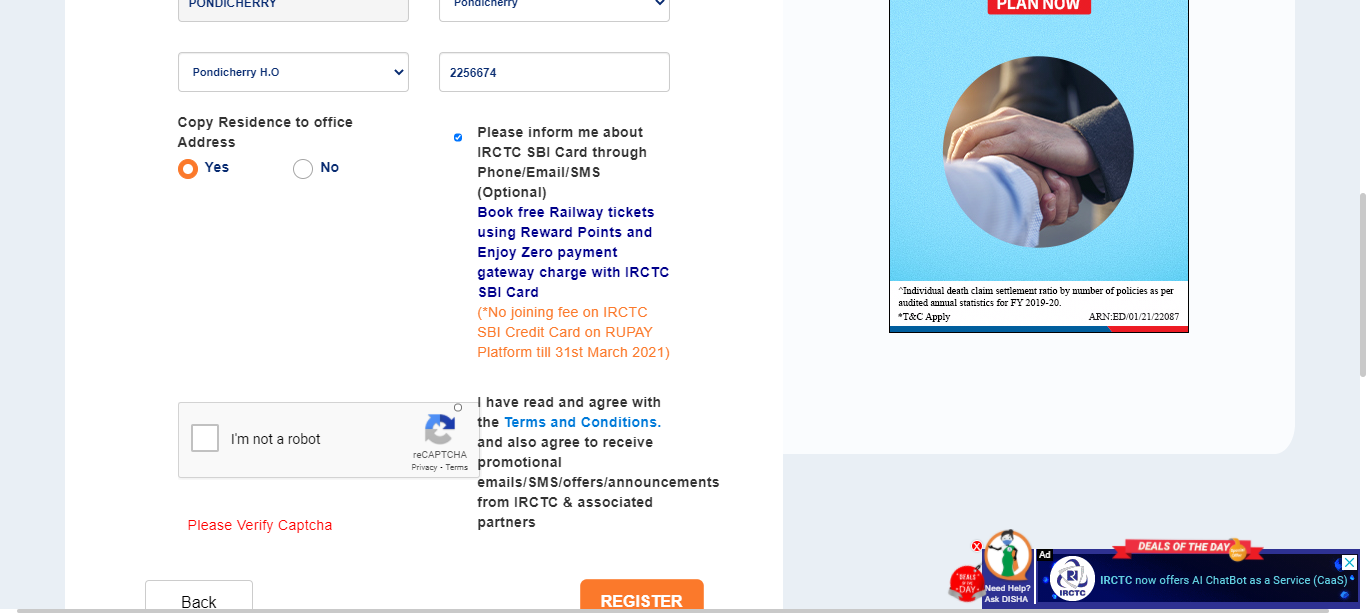 PONDICHERRY
Pondicherry
Pondicherry H.O
2256674
Copy Residence to office
Address
Yes
No
Please inform me about
IRCTC SBI Card through
Phone/Email/SMS
(Optional)
Book free Railway tickets
using Reward Points and
Enjoy Zero payment
gateway charge with IRCTC
SBI Card
(*No joining fee on IRCTC
SBI Credit Card on RUPAY
Platform till 31st March 2021)
I'm not a robot
reCAPTCHA
Privacy - Terms
I have read and agree with
the Terms and Conditions.
and also agree to receive
promotional
emails/SMS/offers/announcements
from IRCTC & associated
partners
Please Verify Captcha
Back
REGISTER
PLAN NOW
^Individual death claim settlement ratio by number of policies as per
audited annual statistics for FY 2019-20.
*T&C Apply
ARN:ED/01/21/22087
DEALS OF THE DAY
Need Help?
Ask DISHA
Ad
IRCTC
IRCTC now offers AI ChatBot as a Service (CaaS)
DEALS
OF THE
DAY